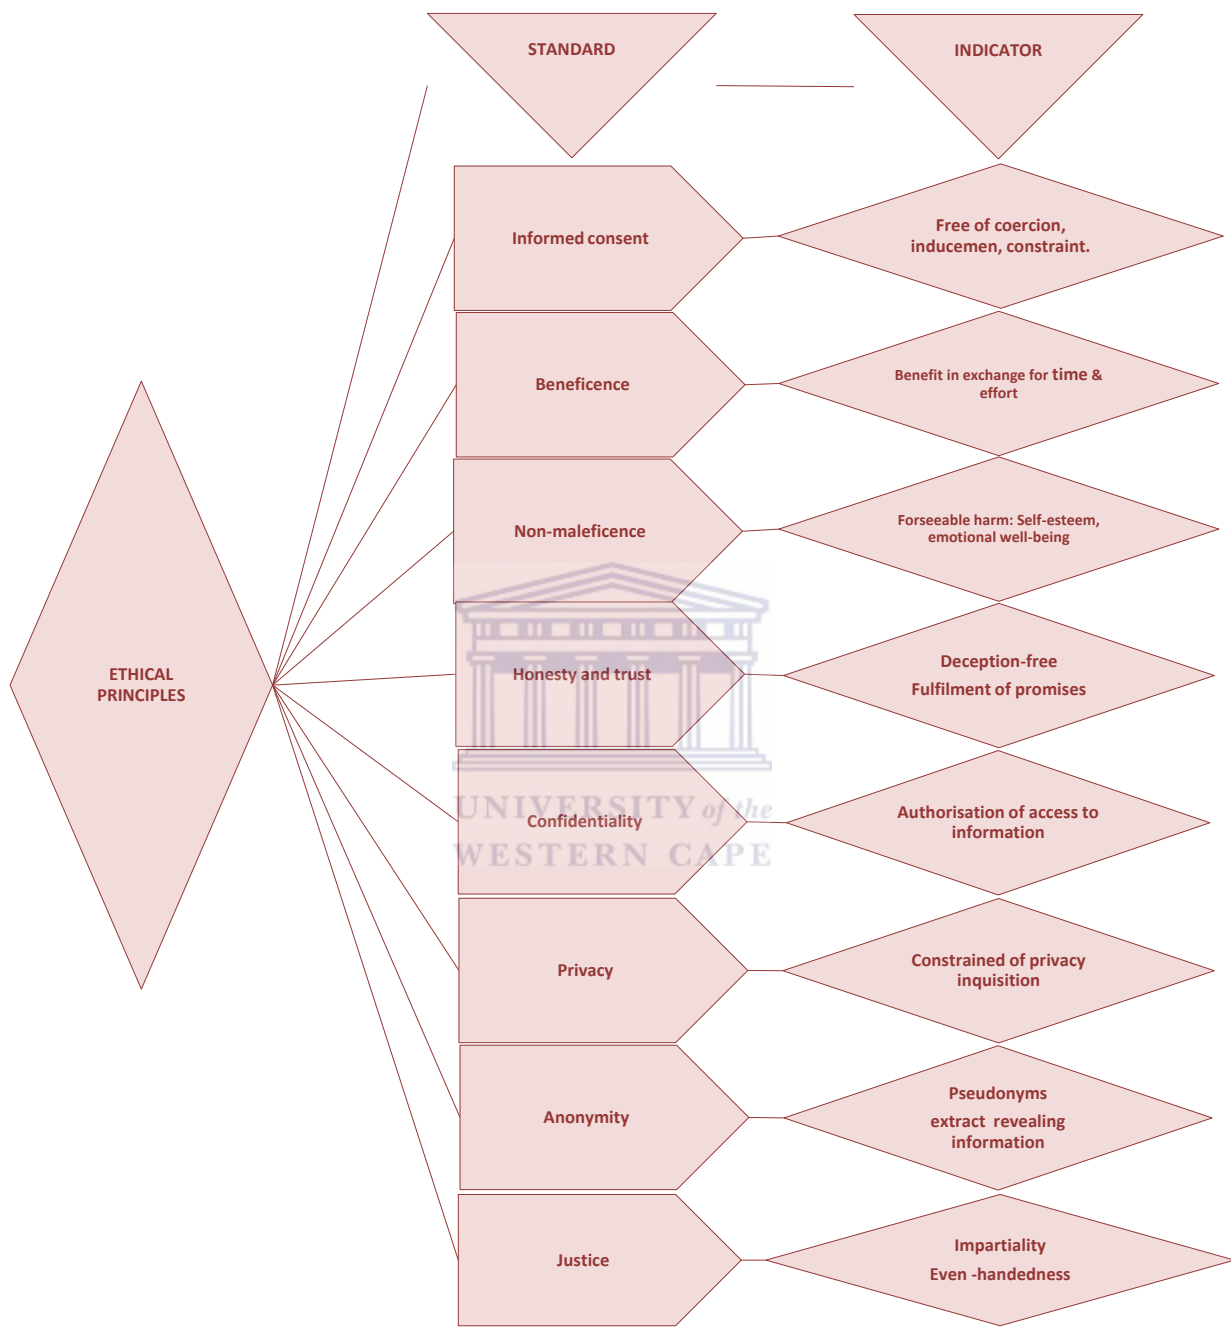 STANDARD
INDICATOR
Informed consent
Free of coercion,
inducemen, constraint.
Beneficence
Benefit in exchange for time &
effort
Non-maleficence
Forseeable harm: Self-esteem,
emotional well-being
ETHICAL
PRINCIPLES
Honesty and trust
Deception-free
Fulfilment of promises
UNIVERSITY of the
WESTERN CAPE
Confidentiality
Authorisation of access to
information
Privacy
Constrained of privacy
inquisition
Anonymity
Pseudonyms
extract revealing
information
Justice
Impartiality
Even -handedness